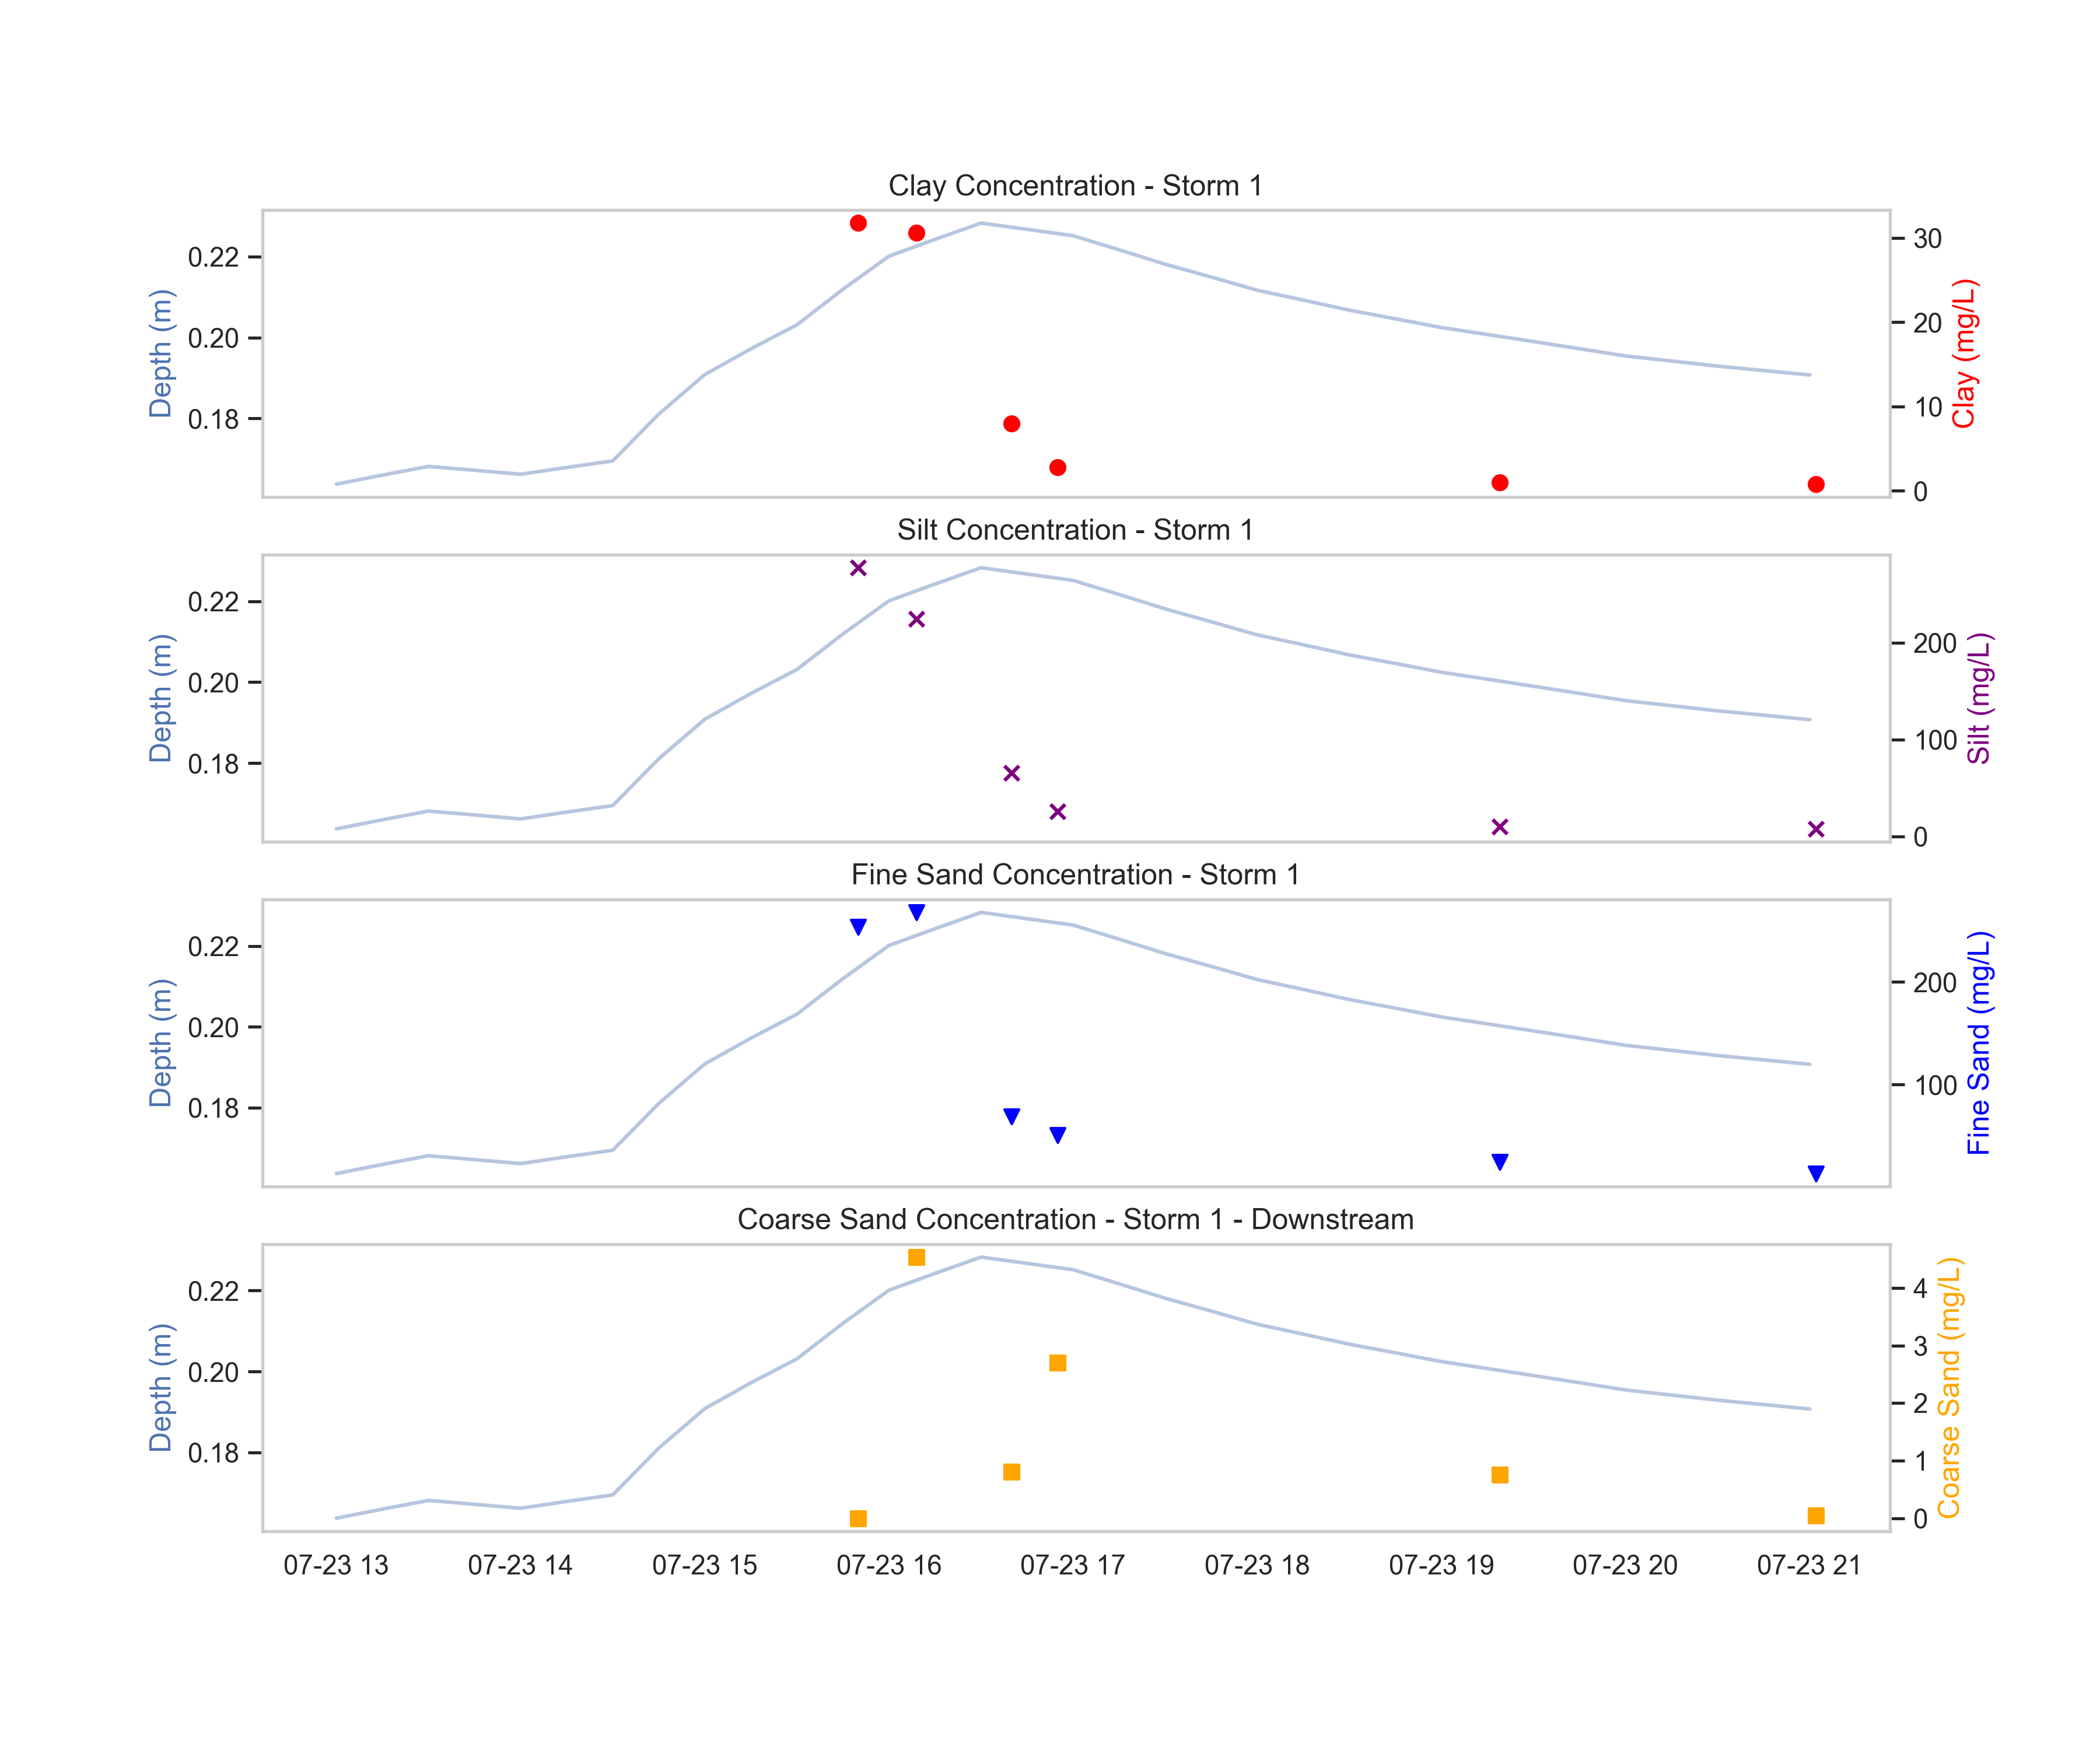 Clay Concentration - Storm 1
Depth (m)
0.22
0.20
0.18
30
20
10
0
Clay (mg/L)
Silt Concentration - Storm 1
Depth (m)
0.22
0.20
0.18
200
100
0
Silt (mg/L)
Fine Sand Concentration - Storm 1
Depth (m)
0.22
0.20
0.18
200
100
Fine Sand (mg/L)
Coarse Sand Concentration - Storm 1 - Downstream
Depth (m)
0.22
0.20
0.18
4
3
2
1
0
Coarse Sand (mg/L)
07-23 13 07-23 14 07-23 15 07-23 16 07-23 17 07-23 18 07-23 19 07-23 20 07-23 21